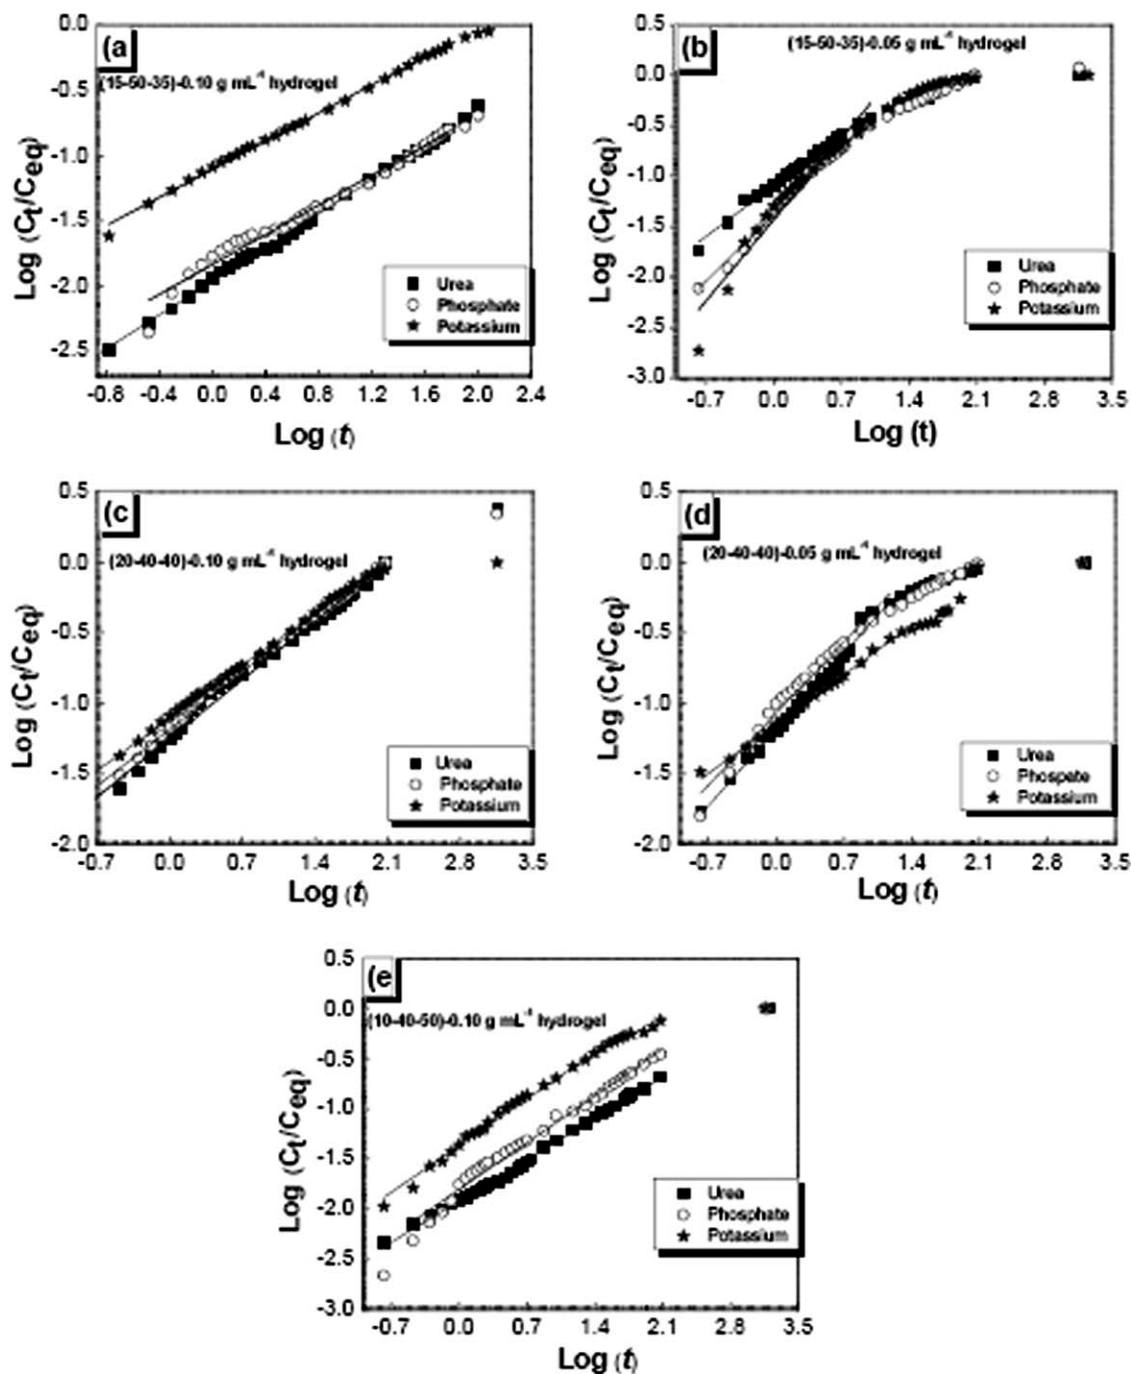 (a)
(15-50-35)-0.10 g mL⁻¹ hydrogel
0.0
-0.5
-1.0
-1.5
-2.0
-2.5
Log (Ct/Ceq)
Urea
Phosphate
Potassium
-0.8 -0.4 0.0 0.4 0.8 1.2 1.6 2.0 2.4
Log (t)
(b)
(15-50-35)-0.05 g mL⁻¹ hydrogel
0.5
0.0
-0.5
-1.0
-1.5
-2.0
-2.5
-3.0
Log (Ct/Ceq)
Urea
Phosphate
Potassium
-0.7 0.0 0.7 1.4 2.1 2.8 3.5
Log (t)
(c)
(20-40-40)-0.10 g mL⁻¹ hydrogel
0.5
0.0
-0.5
-1.0
-1.5
-2.0
Log (Ct/Ceq)
Urea
Phosphate
Potassium
-0.7 0.0 0.7 1.4 2.1 2.8 3.5
Log (t)
(d)
(20-40-40)-0.05 g mL⁻¹ hydrogel
0.5
0.0
-0.5
-1.0
-1.5
-2.0
Log (Ct/Ceq)
Urea
Phospate
Potassium
-0.7 0.0 0.7 1.4 2.1 2.8 3.5
Log (t)
(e
(10-40-50)-0.10 g mL⁻¹ hydrogel
0.5
0.0
-0.5
-1.0
-1.5
-2.0
-2.5
-3.0
Log (Ct/Ceq)
Urea
Phosphate
Potassium
-0.7 0.0 0.7 1.4 2.1 2.8 3.5
Log (t)